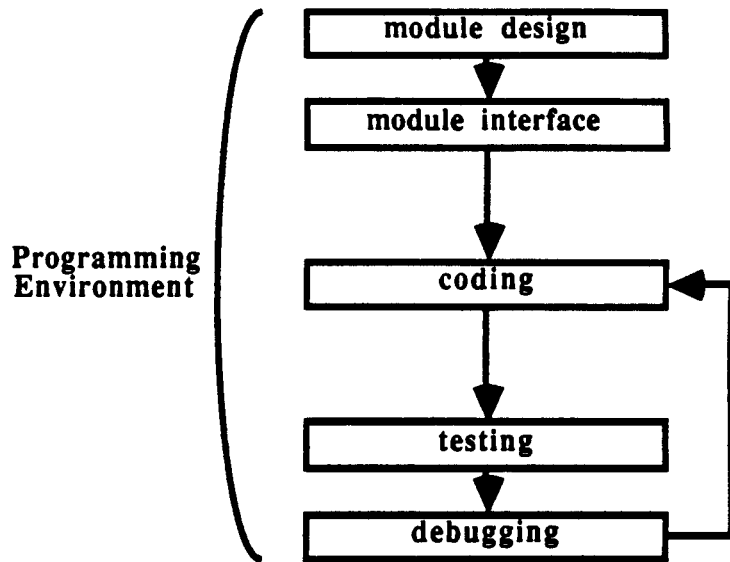 module design
module interface
Programming
Environment
coding
testing
debugging